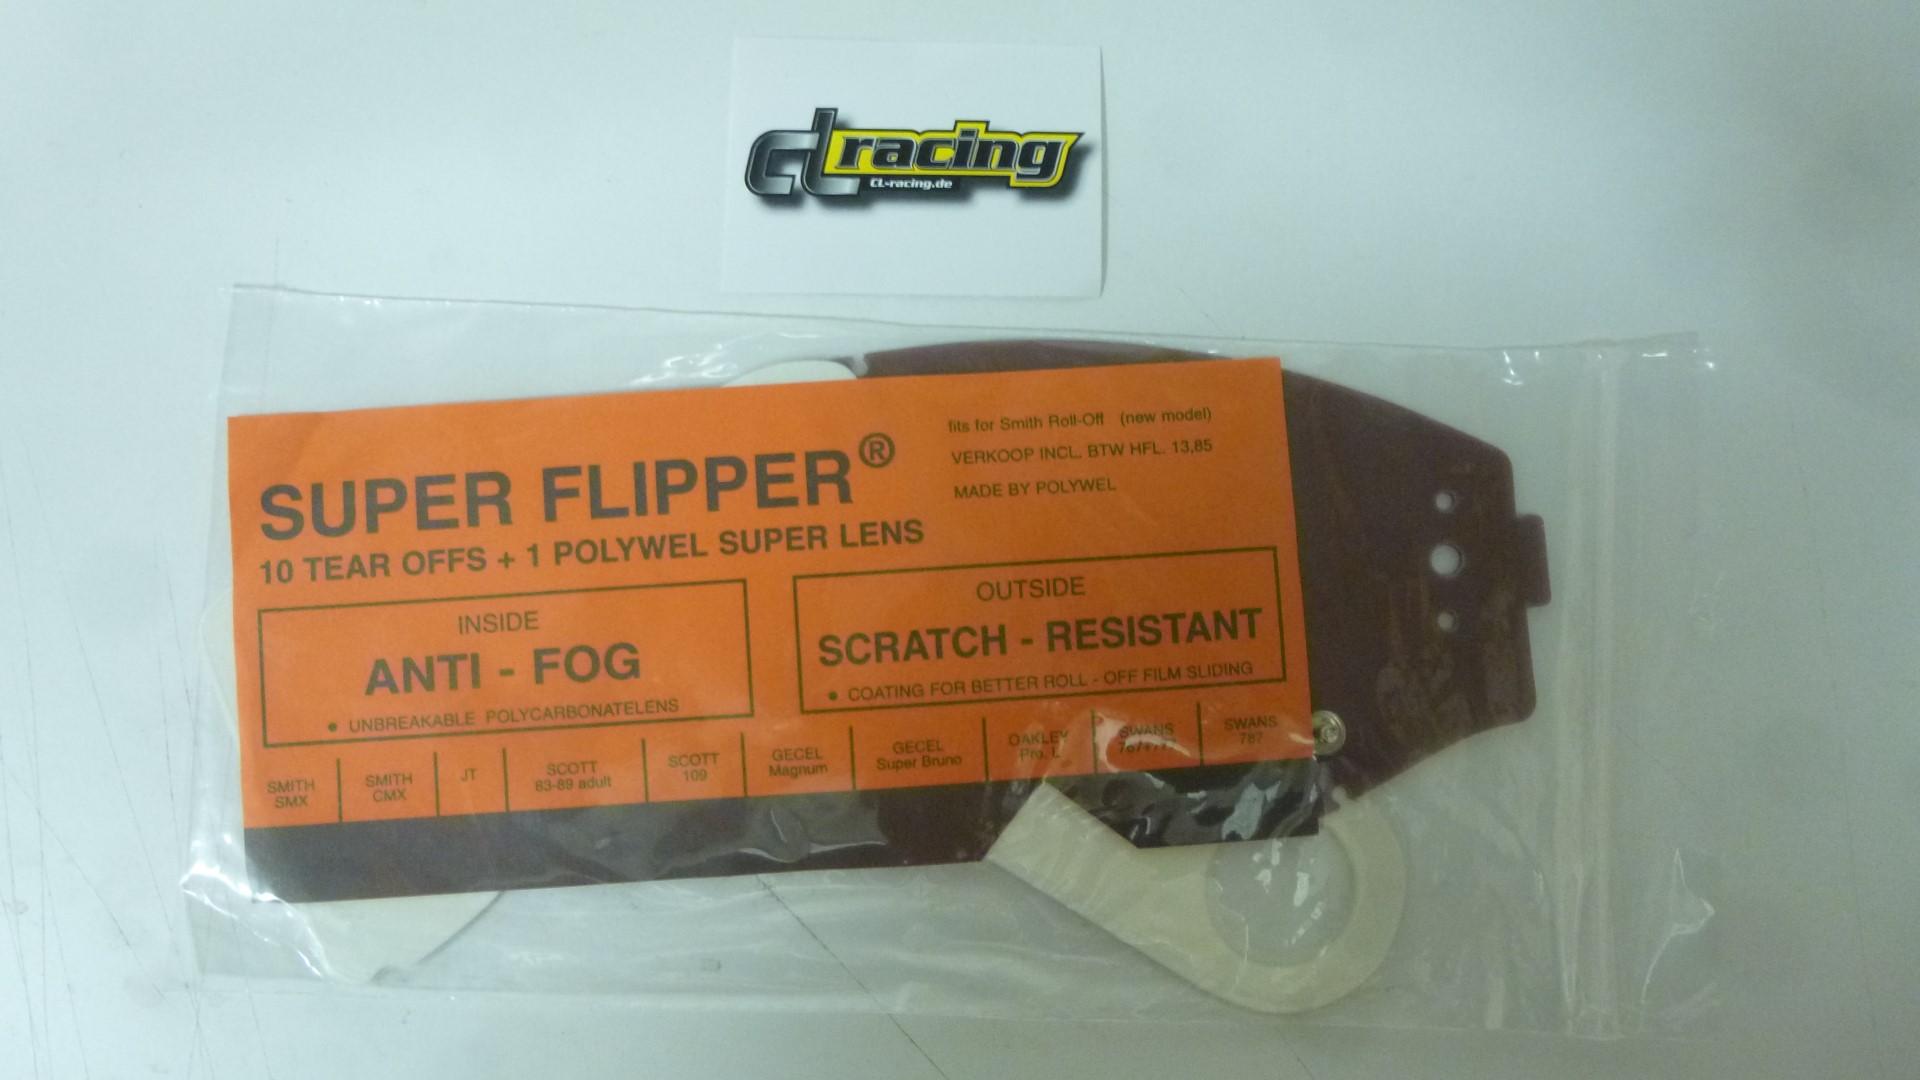 cl racing
CL-racing.de
fits for Smith Roll-Off (new model)
VERKOOP INCL. BTW HFL. 13,85
MADE BY POLYWEL
SUPER FLIPPER®
10 TEAR OFFS + 1 POLYWEL SUPER LENS
INSIDE
ANTI - FOG
• UNBREAKABLE POLYCARBONATELENS
OUTSIDE
SCRATCH - RESISTANT
• COATING FOR BETTER ROLL - OFF FILM SLIDING
SMITH
SMX
SMITH
CMX
JT
SCOTT
83-89 adult
SCOTT
109
GECEL
Magnum
GECEL
Super Bruno
OAKLEY
Pro. L
SWANS
SWANS
787